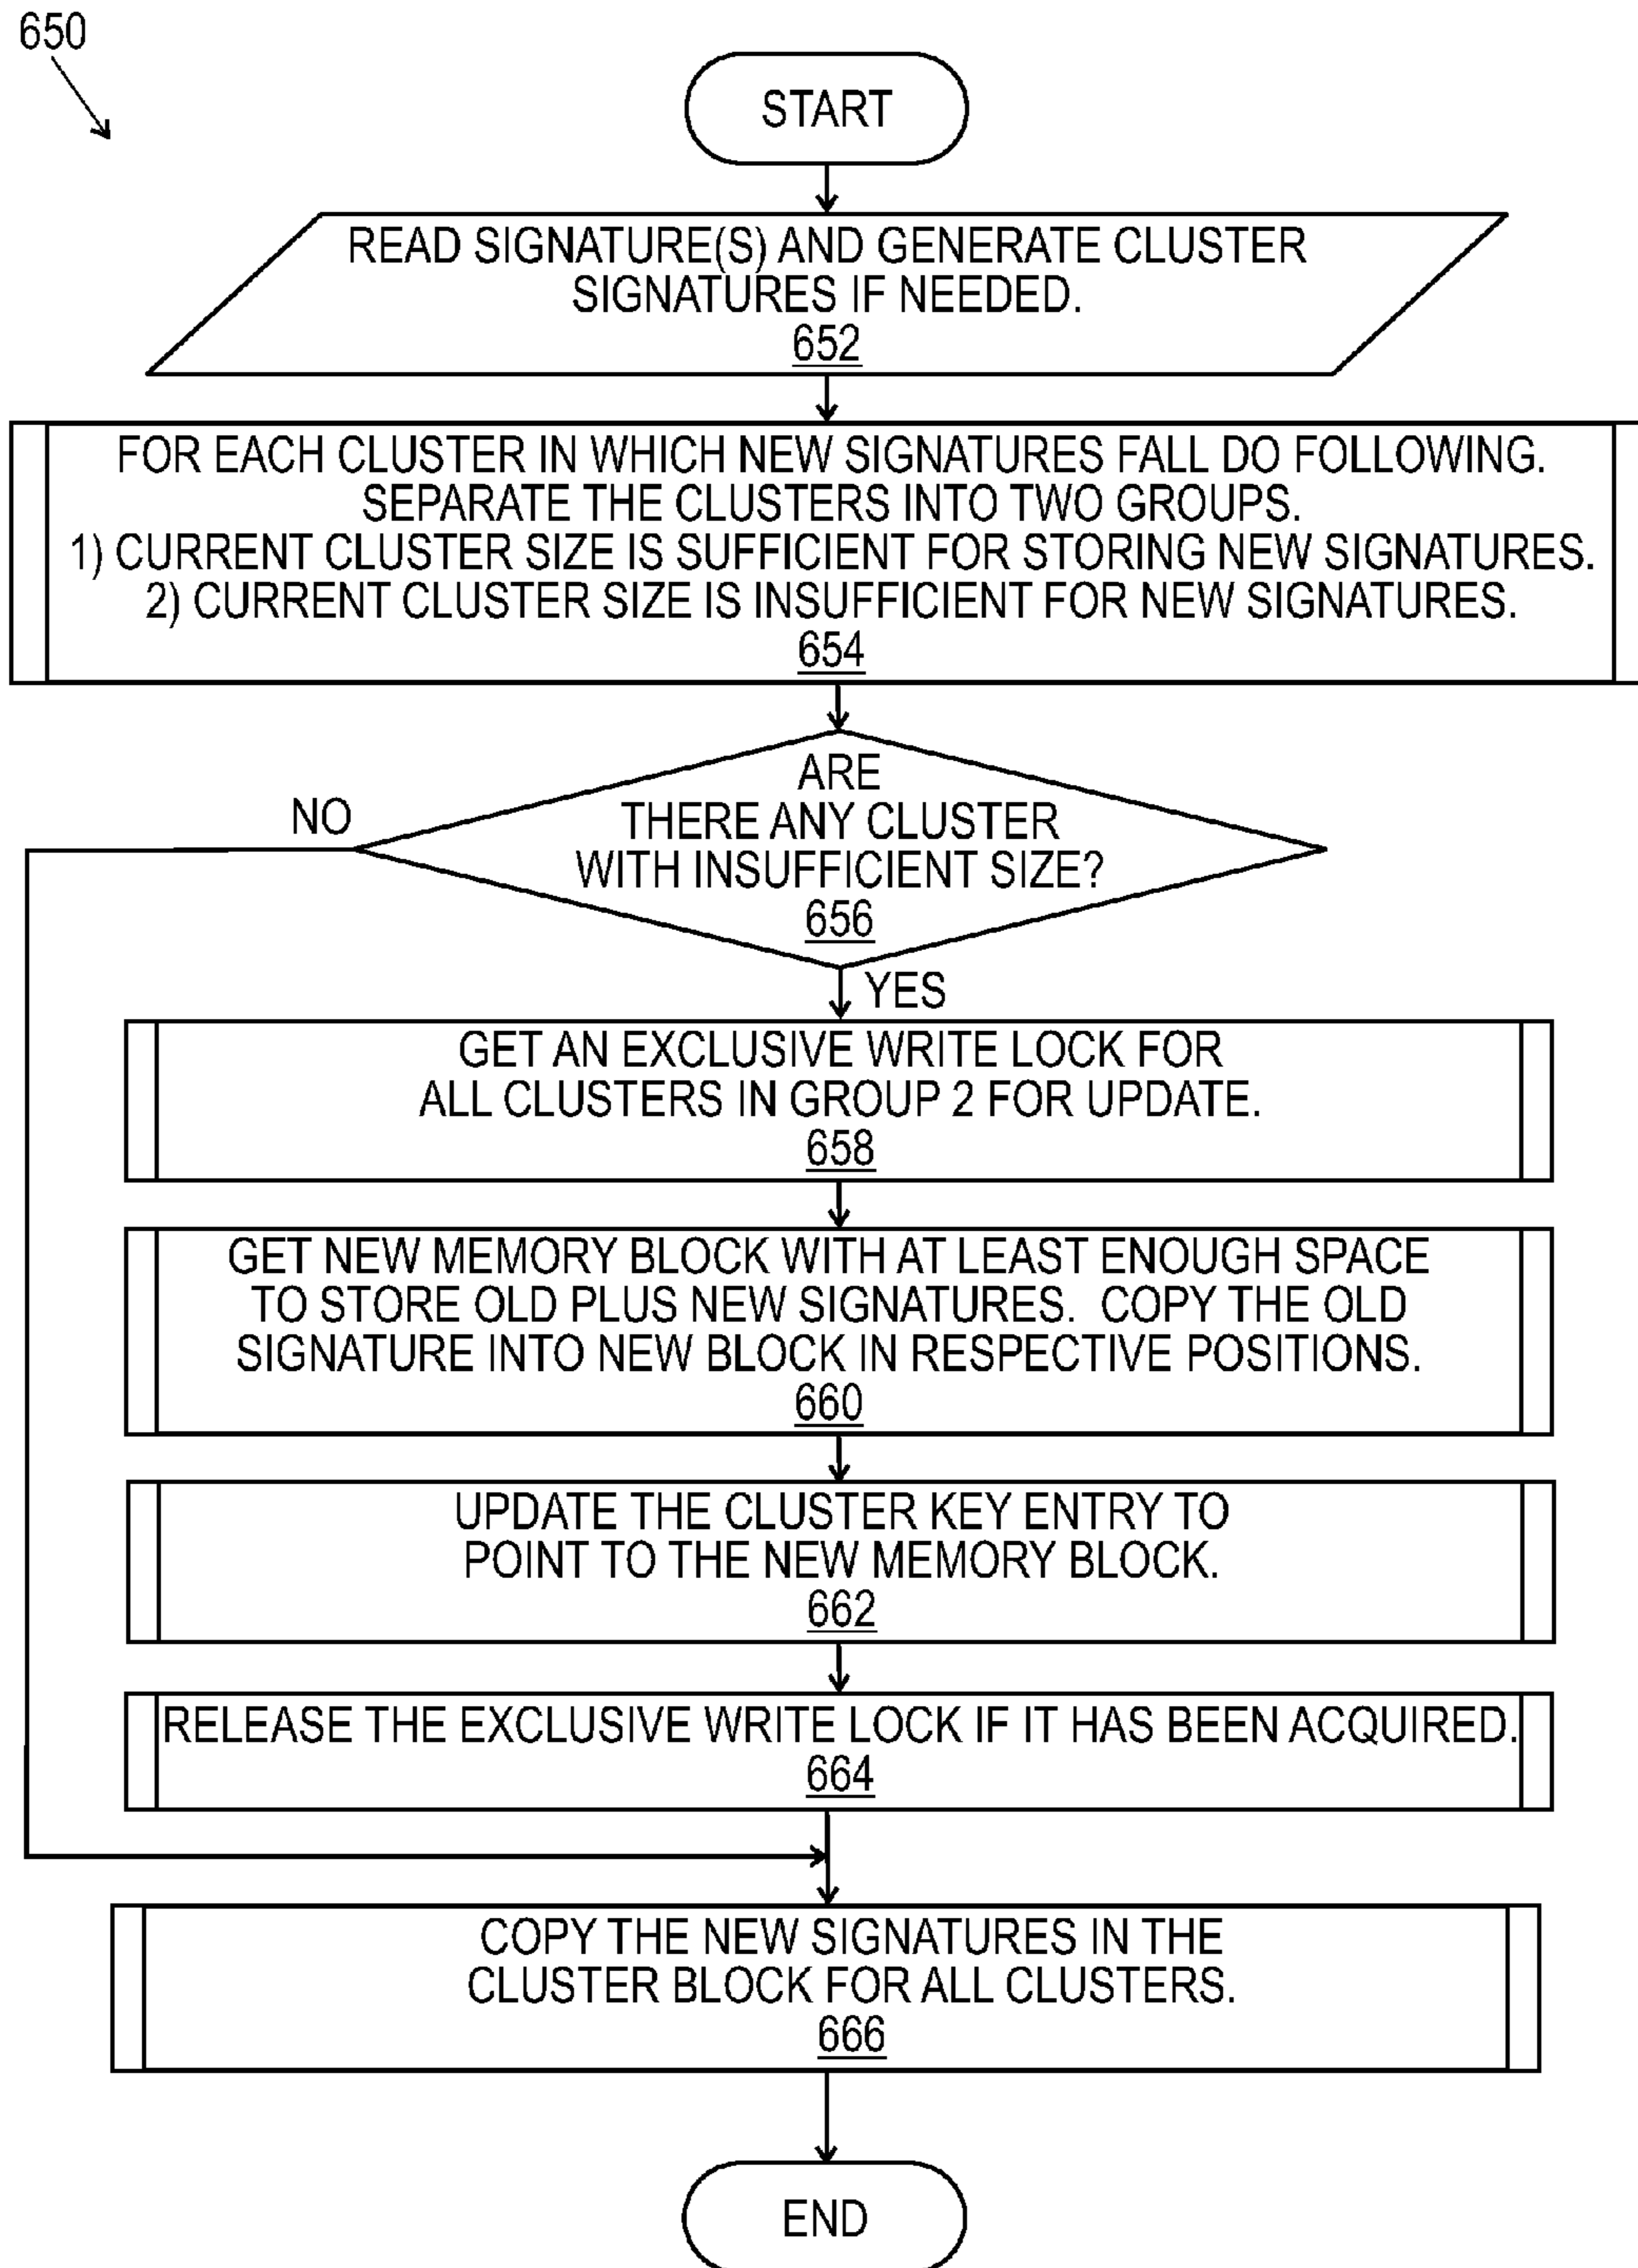 650
START
READ SIGNATURE(S) AND GENERATE CLUSTER
SIGNATURES IF NEEDED.
652
FOR EACH CLUSTER IN WHICH NEW SIGNATURES FALL DO FOLLOWING.
SEPARATE THE CLUSTERS INTO TWO GROUPS.
1) CURRENT CLUSTER SIZE IS SUFFICIENT FOR STORING NEW SIGNATURES.
2) CURRENT CLUSTER SIZE IS INSUFFICIENT FOR NEW SIGNATURES.
654
ARE
THERE ANY CLUSTER
WITH INSUFFICIENT SIZE?
656
NO
YES
GET AN EXCLUSIVE WRITE LOCK FOR
ALL CLUSTERS IN GROUP 2 FOR UPDATE.
658
GET NEW MEMORY BLOCK WITH AT LEAST ENOUGH SPACE
TO STORE OLD PLUS NEW SIGNATURES. COPY THE OLD
SIGNATURE INTO NEW BLOCK IN RESPECTIVE POSITIONS.
660
UPDATE THE CLUSTER KEY ENTRY TO
POINT TO THE NEW MEMORY BLOCK.
662
RELEASE THE EXCLUSIVE WRITE LOCK IF IT HAS BEEN ACQUIRED.
664
COPY THE NEW SIGNATURES IN THE
CLUSTER BLOCK FOR ALL CLUSTERS.
666
END